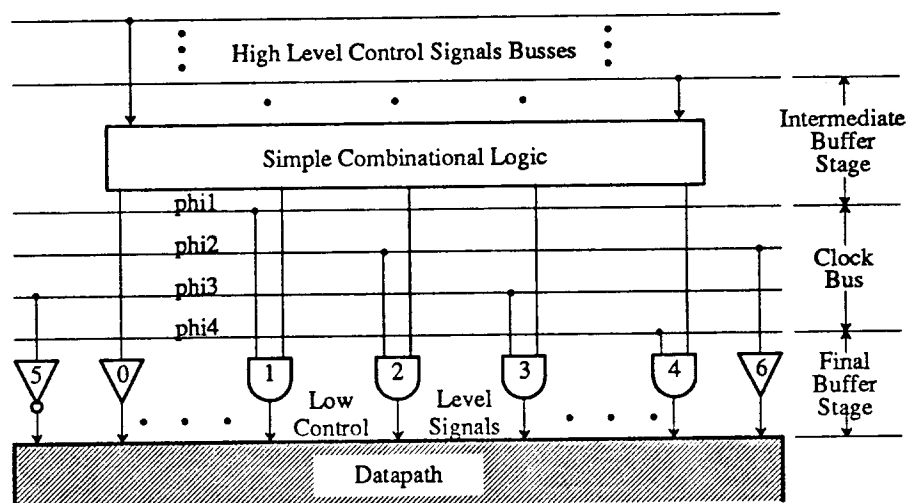 High Level Control Signals Busses
Simple Combinational Logic
Intermediate
Buffer
Stage
phi1
phi2
phi3
phi4
Clock
Bus
5
0
1
2
3
4
6
Final
Buffer
Stage
Low
Control
Level
Signals
Datapath